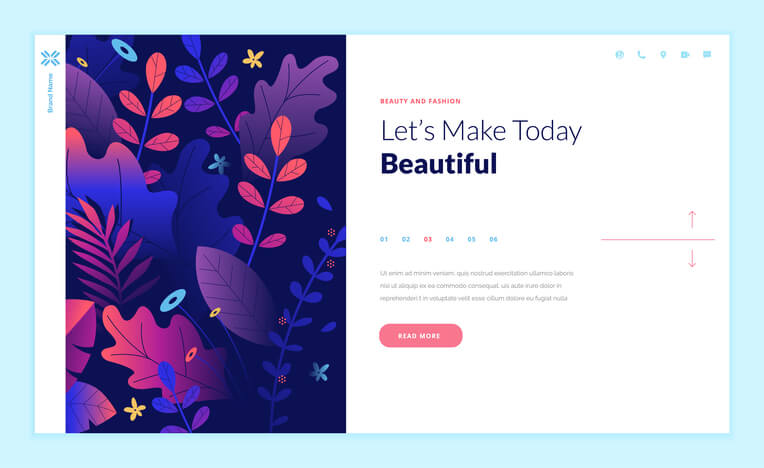 Brand Name
BEAUTY AND FASHION
Let's Make Today
Beautiful
01 02 03 04 05 06
Ut enim ad minim veniam, quis nostrud exercitation ullamco laboris
nisi ut aliquip ex ea commodo consequat, duis aute irure dolor in
reprehenderi t in voluptate velit esse cillum dolore eu fugiat nulla
READ MORE